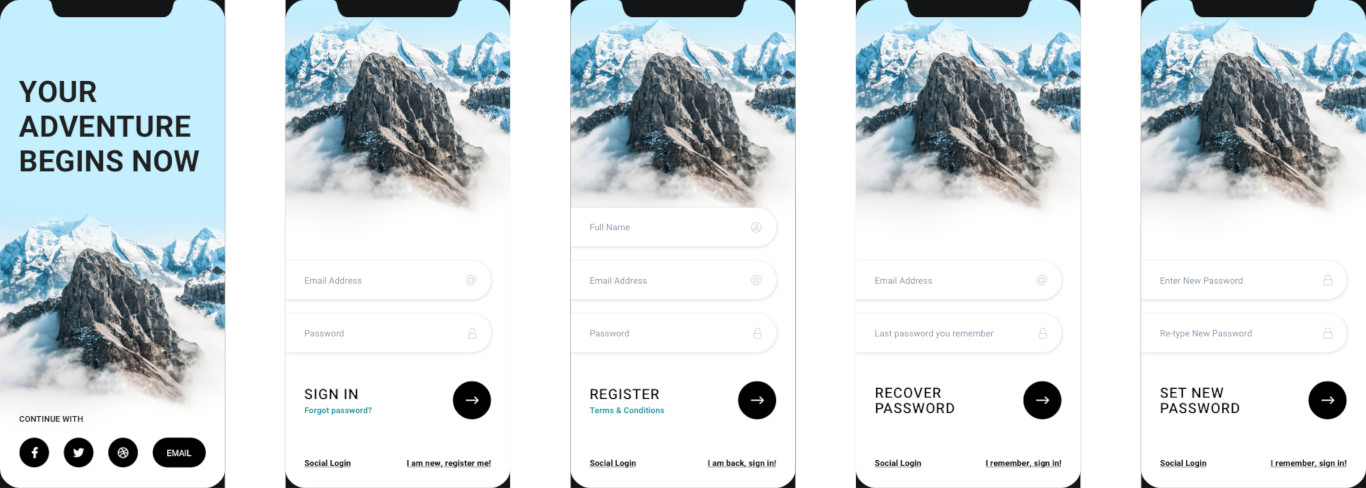 YOUR
ADVENTURE
BEGINS NOW
CONTINUE WITH
EMAIL
Email Address
Password
SIGN IN
Forgot password?
Social Login
I am new, register me!
Full Name
Email Address
Password
REGISTER
Terms & Conditions
Social Login
I am back, sign in!
Email Address
Last password you remember
RECOVER
PASSWORD
Social Login
I remember, sign in!
Enter New Password
Re-type New Password
SET NEW
PASSWORD
Social Login
I remember, sign in!